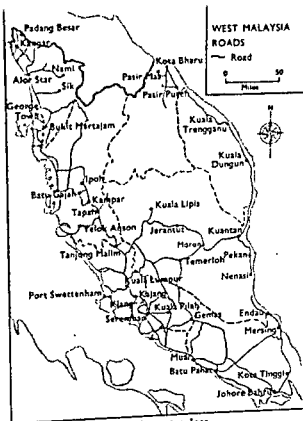 WEST MALAYSIA
ROADS
Road
0 50
Miles
N
Padang Besar
Kangar
Nami
Alor Star
Sik
George
Town
Bukit Mertajam
Kota Bharu
Pasir Mas
Pasir Puteh
Kuala
Trengganu
Kuala
Dungun
Ipoh
Batu Gajah
Kampar
Tapah
Telok Anson
Kuala Lipis
Jerantut
Kuantan
Maran
Temerloh
Pekan
Nenasi
Tanjong Malim
Kuala Lumpur
Port Swettenham
Klang
Kajang
Kuala Pilah
Seremban
Gemas
Endau
Mersing
Muar
Batu Pahat
Kota Tinggi
Johore Bahru